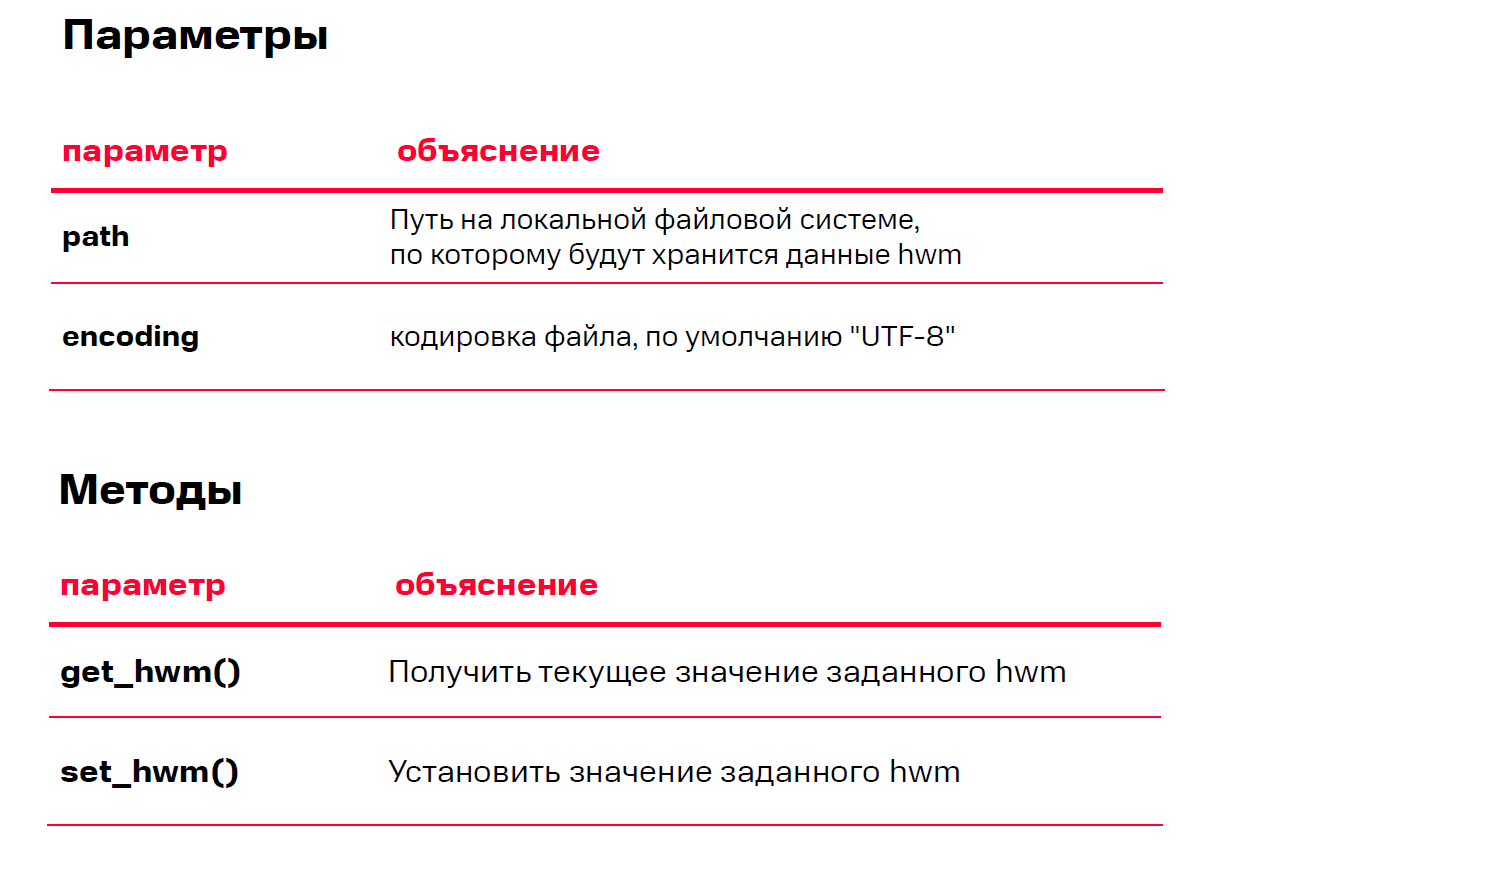 Параметры
параметр объяснение
path
Путь на локальной файловой системе,
по которому будут хранится данные hwm
encoding кодировка файла, по умолчанию "UTF-8"
Методы
параметр объяснение
get_hwm() Получить текущее значение заданного hwm
set_hwm() Установить значение заданного hwm